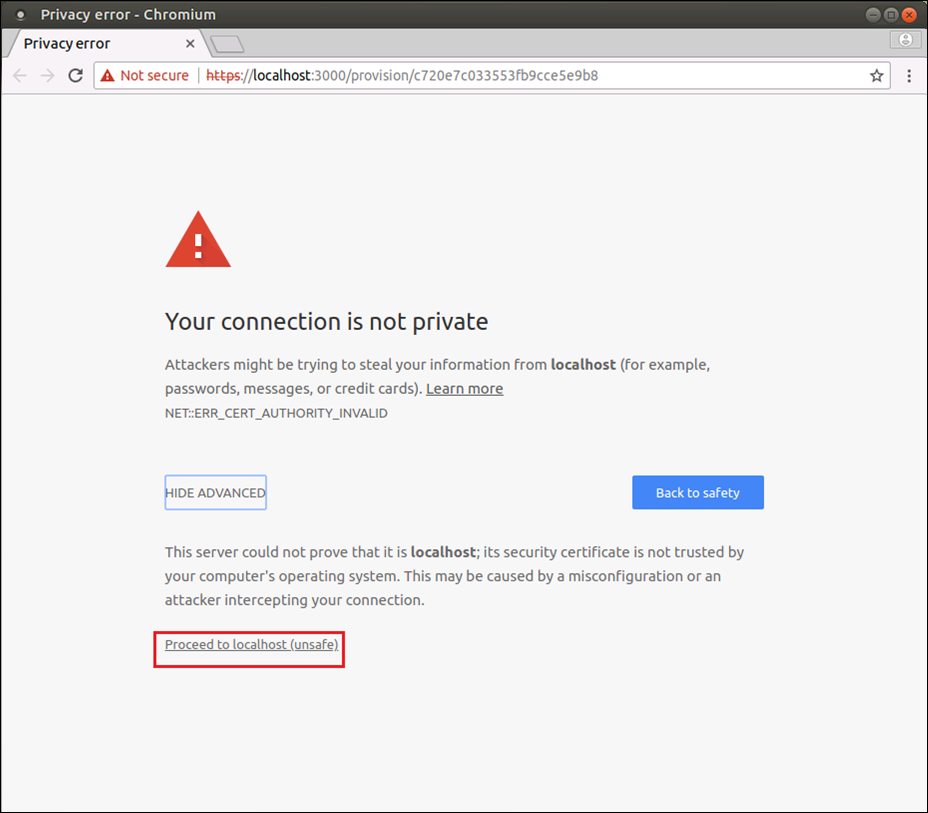 Privacy error - Chromium
Privacy error
Not secure https://localhost:3000/provision/c720e7c033553fb9cce5e9b8
Your connection is not private
Attackers might be trying to steal your information from localhost (for example,
passwords, messages, or credit cards). Learn more
NET::ERR_CERT_AUTHORITY_INVALID
HIDE ADVANCED
Back to safety
This server could not prove that it is localhost; its security certificate is not trusted by
your computer's operating system. This may be caused by a misconfiguration or an
attacker intercepting your connection.
Proceed to localhost (unsafe)